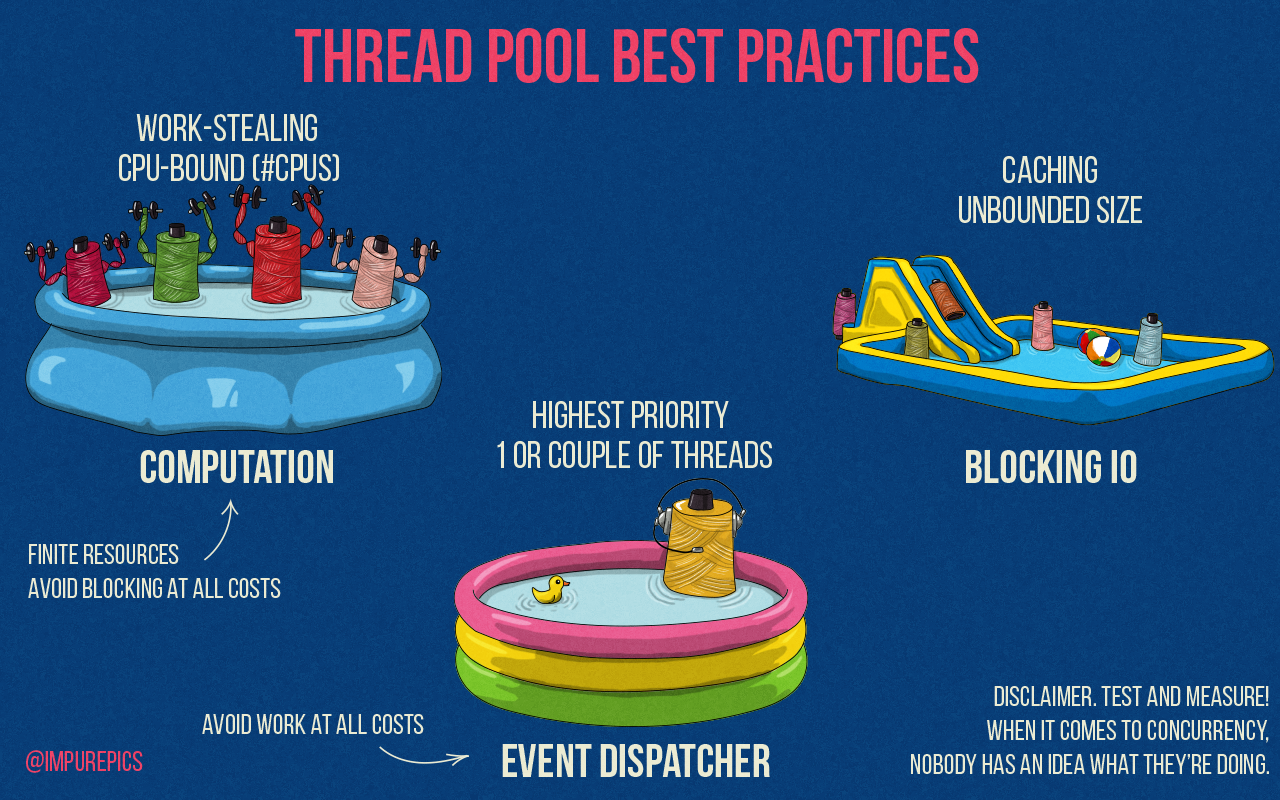 THREAD POOL BEST PRACTICES
WORK-STEALING
CPU-BOUND (#CPUS)
COMPUTATION
FINITE RESOURCES
AVOID BLOCKING AT ALL COSTS
CACHING
UNBOUNDED SIZE
BLOCKING IO
HIGHEST PRIORITY
1 OR COUPLE OF THREADS
AVOID WORK AT ALL COSTS
EVENT DISPATCHER
@IMPUREPICS
DISCLAIMER. TEST AND MEASURE!
WHEN IT COMES TO CONCURRENCY,
NOBODY HAS AN IDEA WHAT THEY'RE DOING.